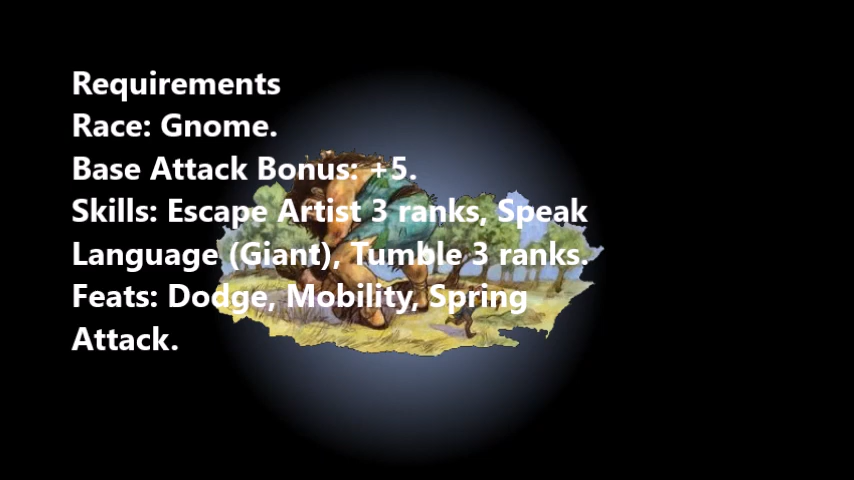 Requirements
Race: Gnome.
Base Attack Bonus: +5.
Skills: Escape Artist 3 ranks, Speak
Language (Giant), Tumble 3 ranks.
Feats: Dodge, Mobility, Spring
Attack.